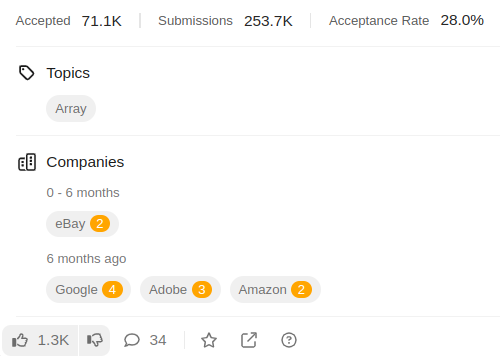 Accepted 71.1K Submissions 253.7K Acceptance Rate 28.0%
Topics
Array
Companies
0 - 6 months
eBay 2
6 months ago
Google 4 Adobe 3 Amazon 2
1.3K 34